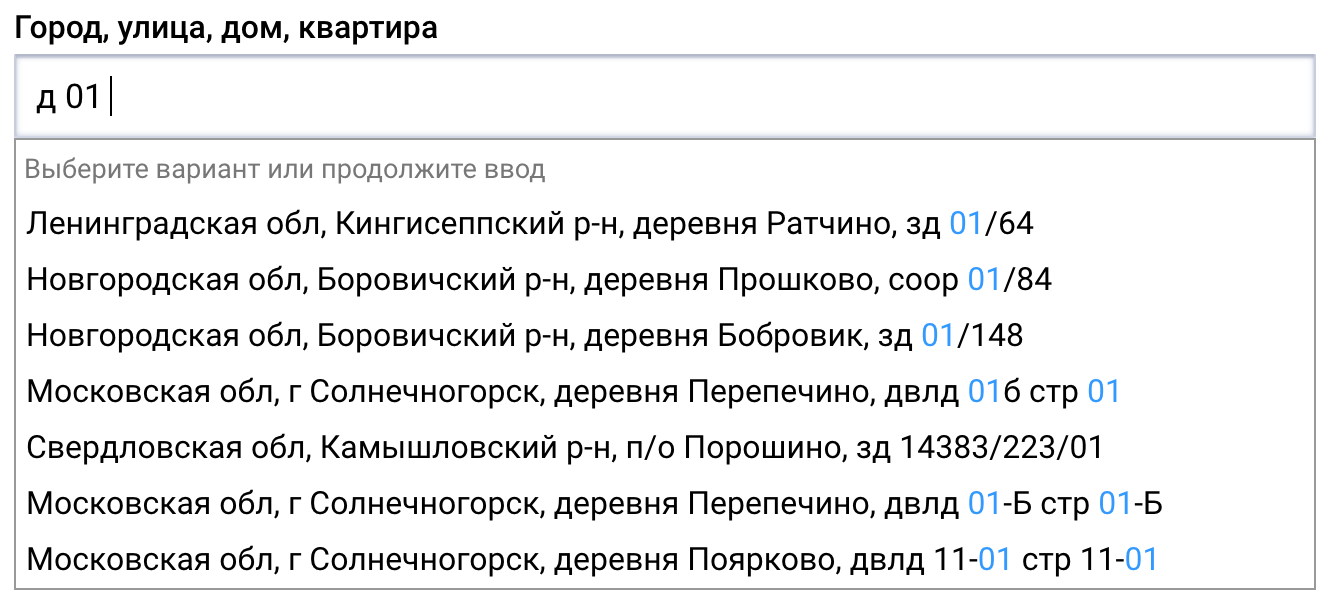 Город, улица, дом, квартира
д 01
Выберите вариант или продолжите ввод
Ленинградская обл, Кингисеппский р-н, деревня Ратчино, зд 01/64
Новгородская обл, Боровичский р-н, деревня Прошково, соор 01/84
Новгородская обл, Боровичский р-н, деревня Бобровик, зд 01/148
Московская обл, г Солнечногорск, деревня Перепечино, двлд 01б стр 01
Свердловская обл, Камышловский р-н, п/о Порошино, зд 14383/223/01
Московская обл, г Солнечногорск, деревня Перепечино, двлд 01-Б стр 01-Б
Московская обл, г Солнечногорск, деревня Поярково, двлд 11-01 стр 11-01